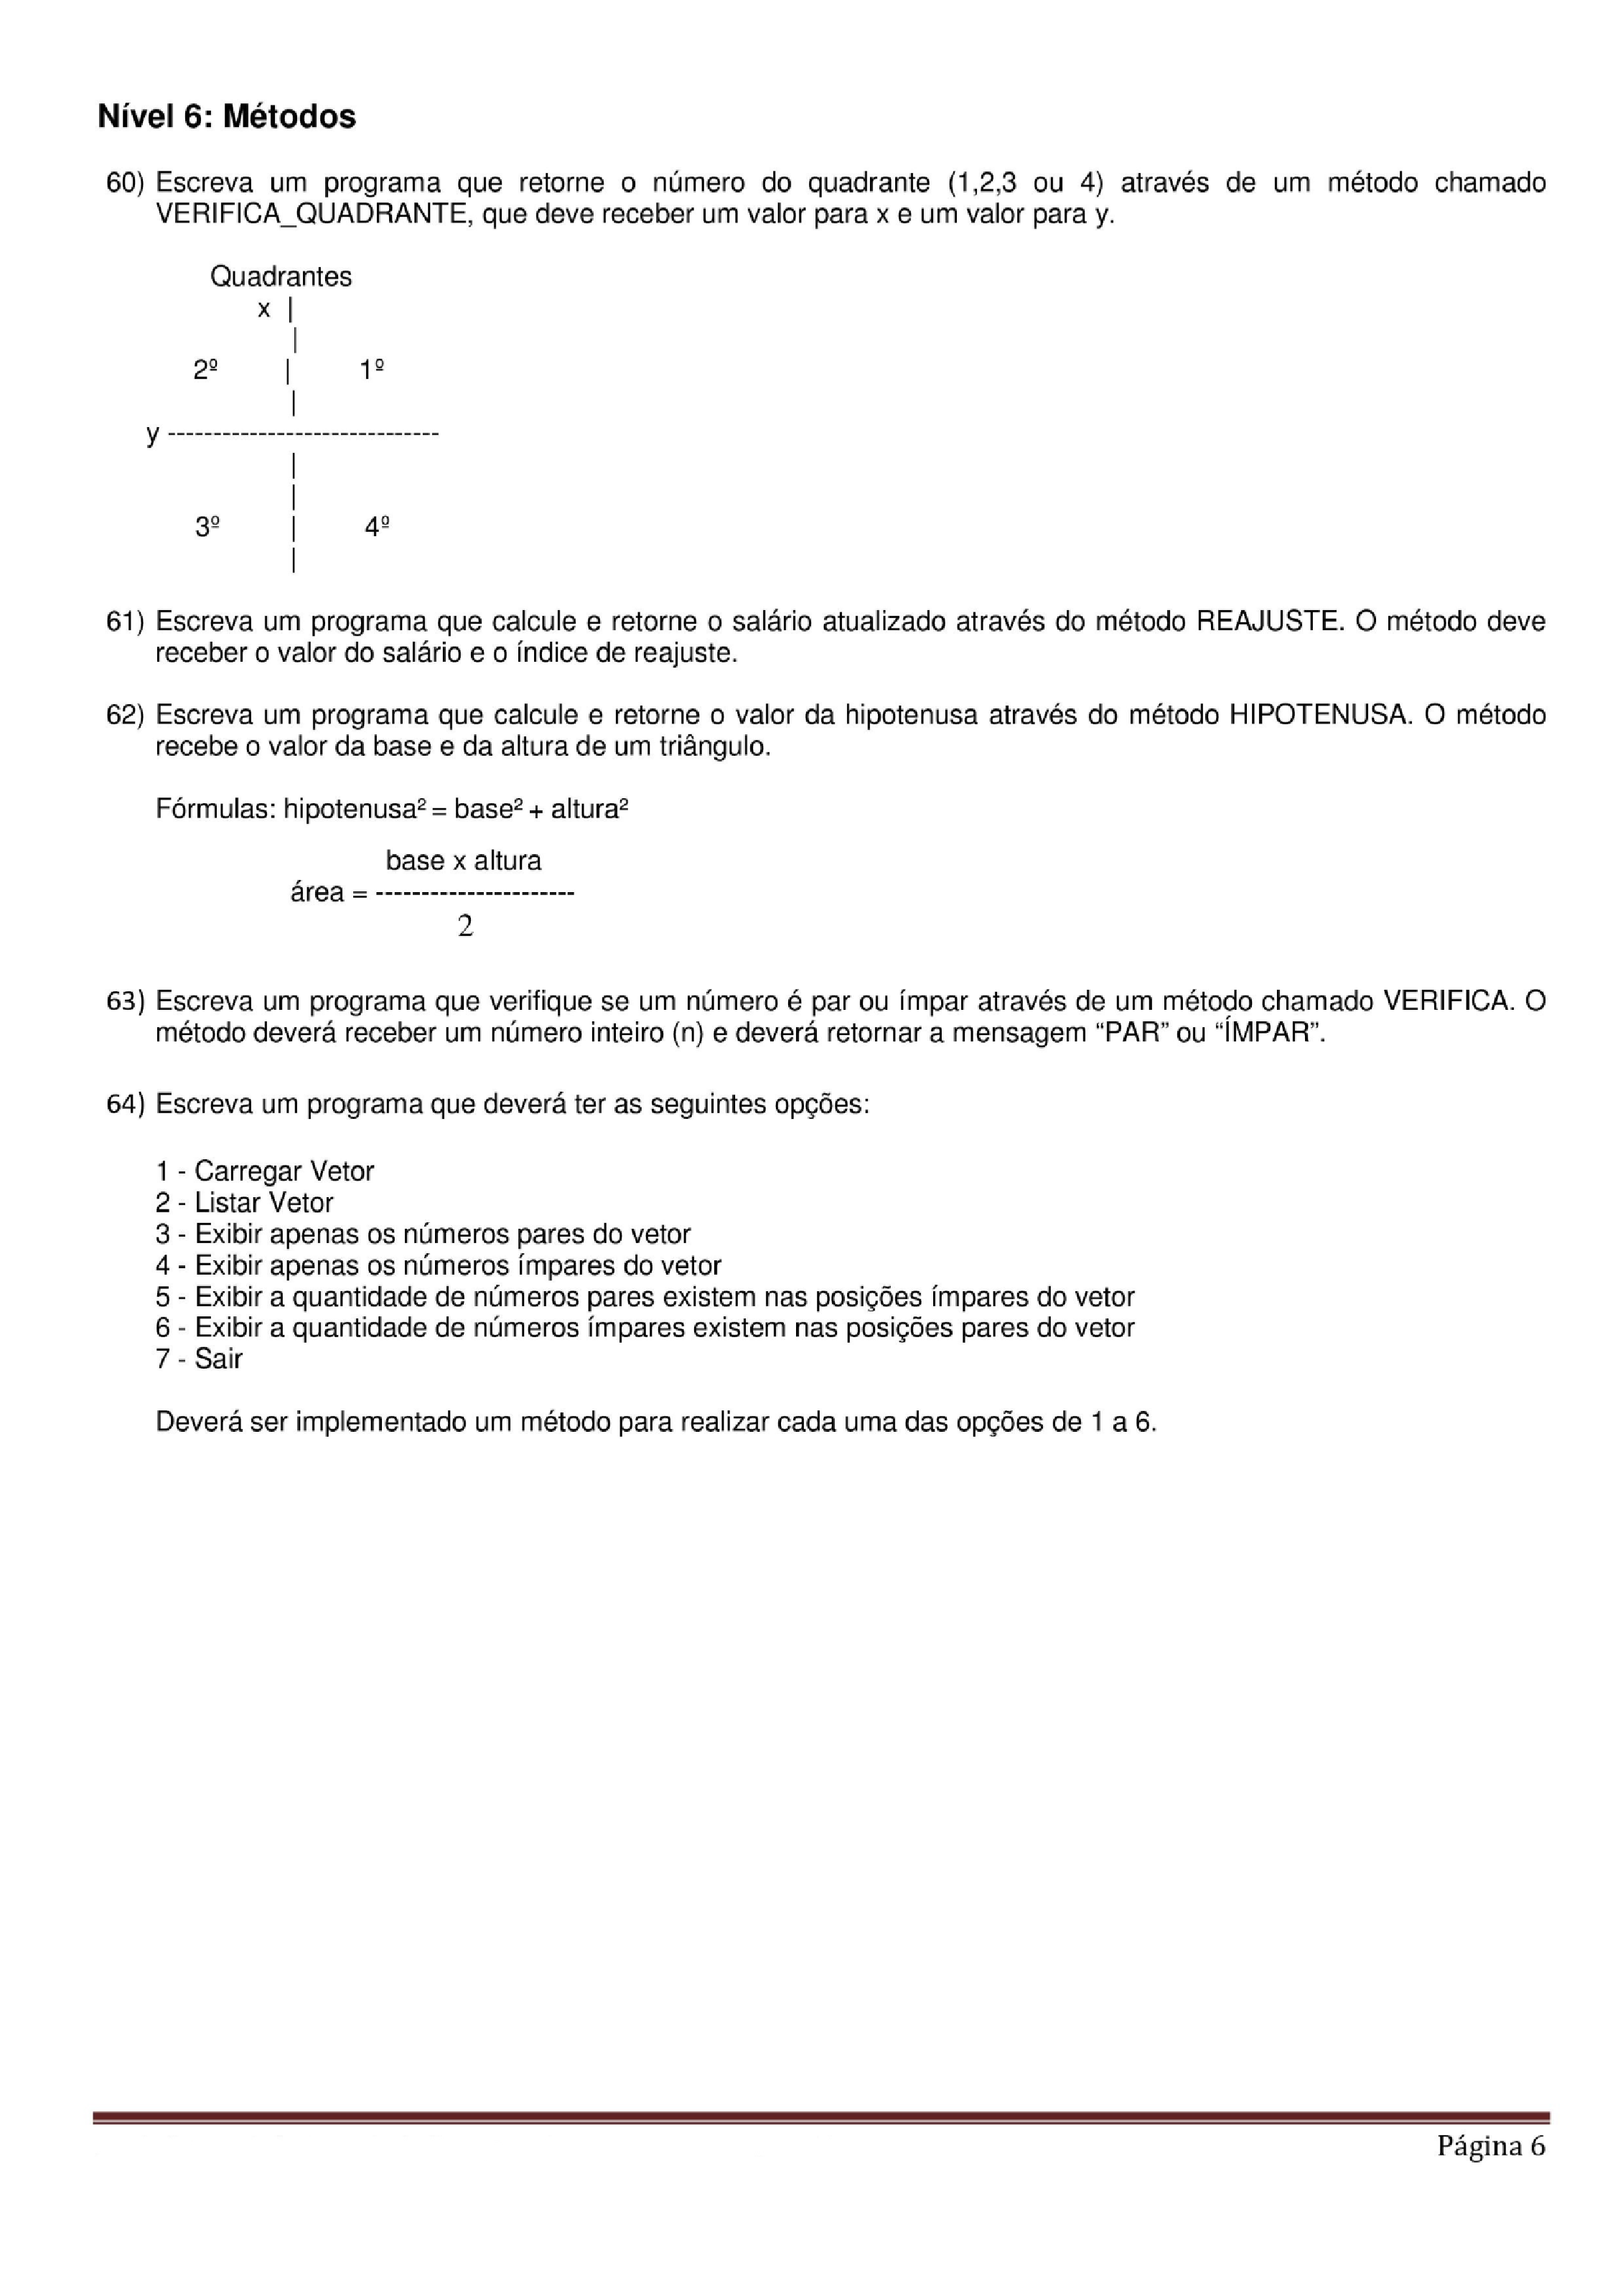 Nível 6: Métodos
60) Escreva um programa que retorne o número do quadrante (1,2,3 ou 4) através de um método chamado
VERIFICA_QUADRANTE, que deve receber um valor para x e um valor para y.
Quadrantes
x |
|
2º | 1º
|
y ------------------------------
|
|
3º | 4º
|
61) Escreva um programa que calcule e retorne o salário atualizado através do método REAJUSTE. O método deve
receber o valor do salário e o índice de reajuste.
62) Escreva um programa que calcule e retorne o valor da hipotenusa através do método HIPOTENUSA. O método
recebe o valor da base e da altura de um triângulo.
Fórmulas: hipotenusa² = base² + altura²
base x altura
área = ----------------------
2
63) Escreva um programa que verifique se um número é par ou ímpar através de um método chamado VERIFICA. O
método deverá receber um número inteiro (n) e deverá retornar a mensagem “PAR” ou “ÍMPAR”.
64) Escreva um programa que deverá ter as seguintes opções:
1 - Carregar Vetor
2 - Listar Vetor
3 - Exibir apenas os números pares do vetor
4 - Exibir apenas os números ímpares do vetor
5 - Exibir a quantidade de números pares existem nas posições ímpares do vetor
6 - Exibir a quantidade de números ímpares existem nas posições pares do vetor
7 - Sair
Deverá ser implementado um método para realizar cada uma das opções de 1 a 6.
Página 6